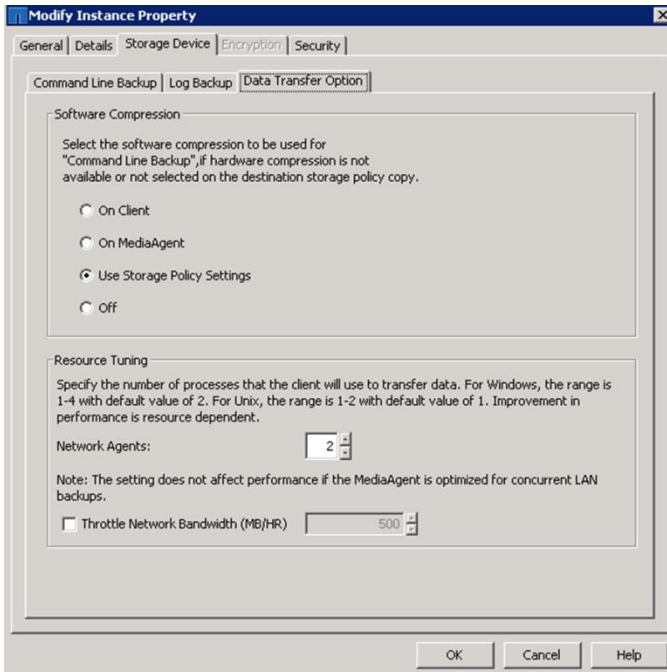 Modify Instance Property
General Details Storage Device Encryption Security
Command Line Backup Log Backup Data Transfer Option
Software Compression
Select the software compression to be used for
"Command Line Backup",if hardware compression is not
available or not selected on the destination storage policy copy.
On Client
On MediaAgent
Use Storage Policy Settings
Off
Resource Tuning
Specify the number of processes that the client will use to transfer data. For Windows, the range is
1-4 with default value of 2. For Unix, the range is 1-2 with default value of 1. Improvement in
performance is resource dependent.
Network Agents: 2
Note: The setting does not affect performance if the MediaAgent is optimized for concurrent LAN
backups.
Throttle Network Bandwidth (MB/HR) 500
OK Cancel Help